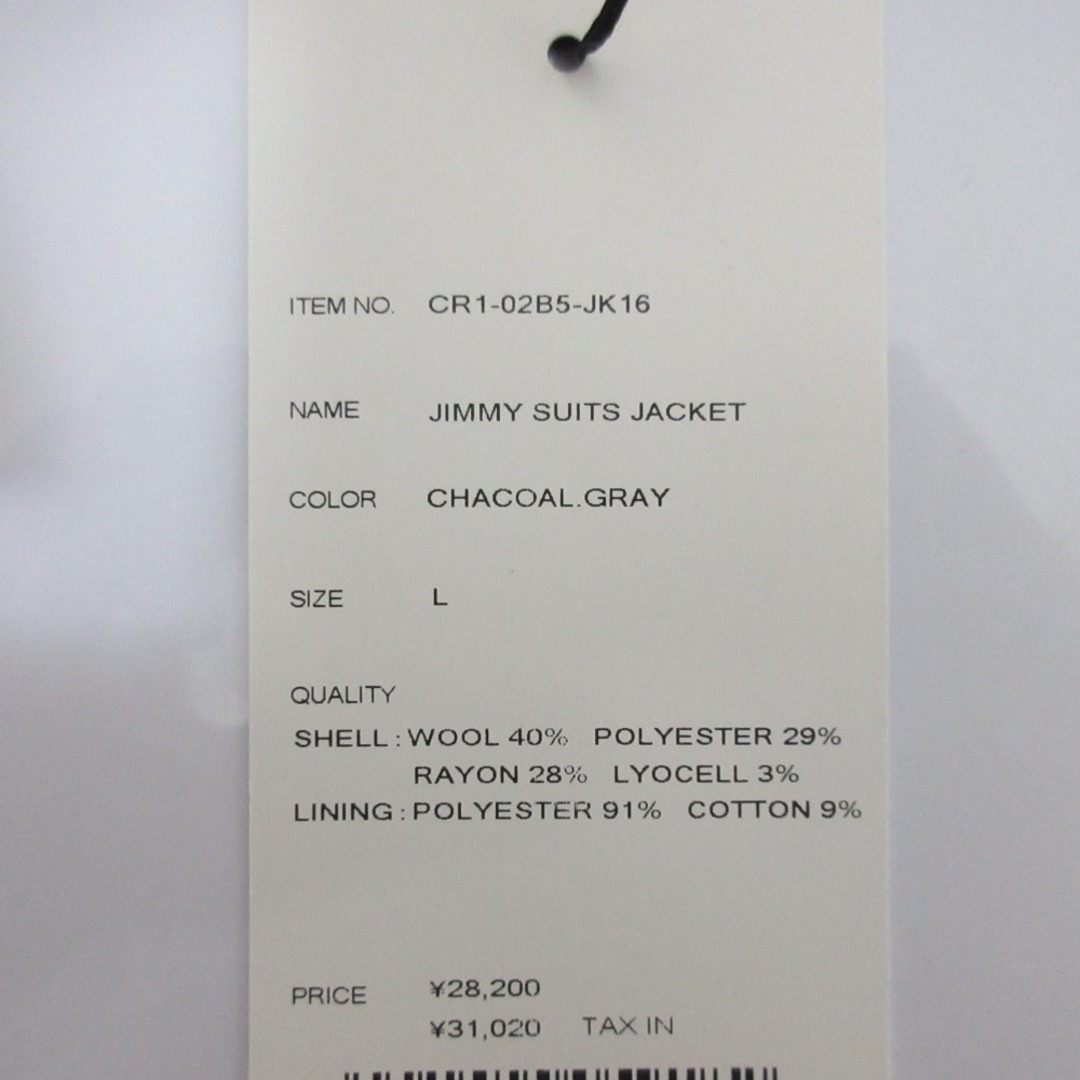 ITEM NO. CR1-02B5-JK16
NAME JIMMY SUITS JACKET
COLOR CHACOAL.GRAY
SIZE L
QUALITY
SHELL : WOOL 40% POLYESTER 29%
RAYON 28% LYOCELL 3%
LINING : POLYESTER 91% COTTON 9%
PRICE ¥28,200
¥31,020 TAX IN